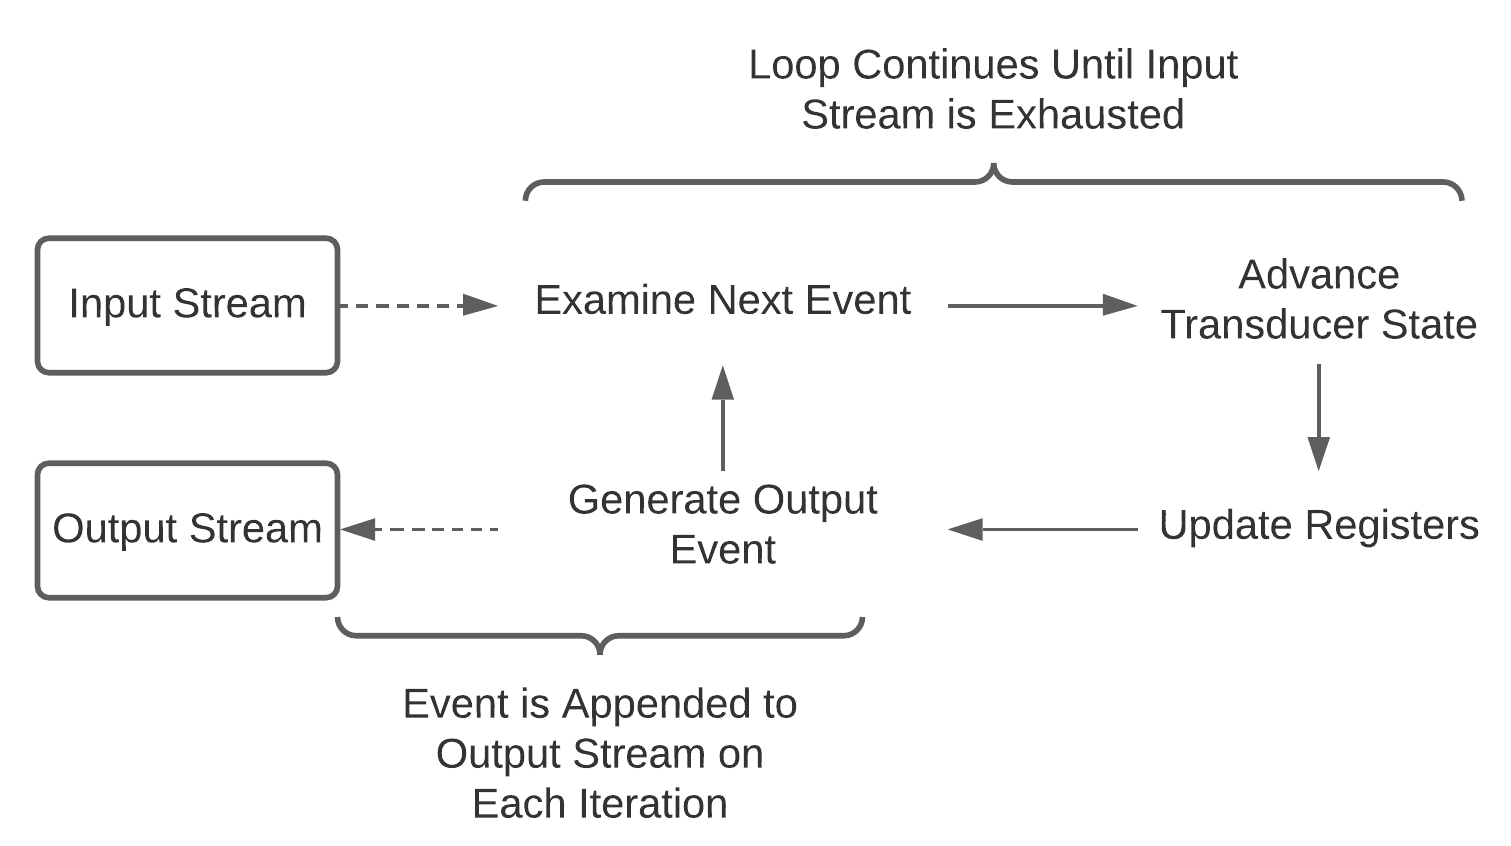 Loop Continues Until Input
Stream is Exhausted
Input Stream
Examine Next Event
Advance
Transducer State
Output Stream
Generate Output
Event
Update Registers
Event is Appended to
Output Stream on
Each Iteration